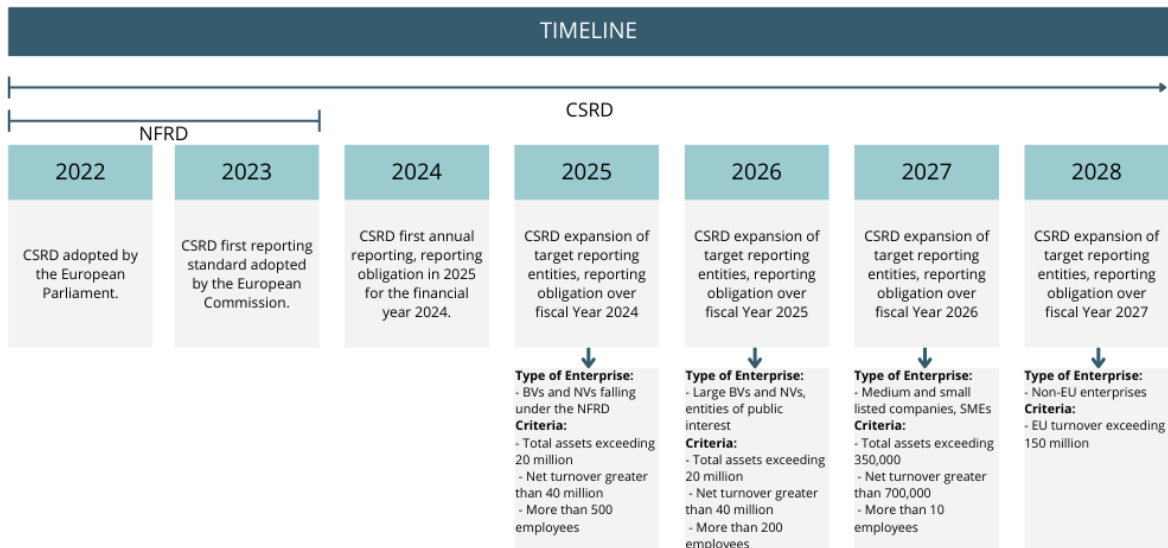 TIMELINE
CSRD
NFRD
2022
CSRD adopted by
the European
Parliament.
2023
CSRD first reporting
standard adopted
by the European
Commission.
2024
CSRD first annual
reporting, reporting
obligation in 2025
for the financial
year 2024.
2025
CSRD expansion of
target reporting
entities, reporting
obligation over
fiscal Year 2024
Type of Enterprise:
- BVs and NVs falling
under the NFRD
Criteria:
- Total assets exceeding
20 million
- Net turnover greater
than 40 million
- More than 500
employees
2026
CSRD expansion of
target reporting
entities, reporting
obligation over
fiscal Year 2025
Type of Enterprise:
- Large BVs and NVs,
entities of public
interest
Criteria:
- Total assets exceeding
20 million
- Net turnover greater
than 40 million
- More than 200
employees
2027
CSRD expansion of
target reporting
entities, reporting
obligation over
fiscal Year 2026
Type of Enterprise:
- Medium and small
listed companies, SMEs
Criteria:
- Total assets exceeding
350,000
- Net turnover greater
than 700,000
- More than 10
employees
2028
CSRD expansion of
target reporting
entities, reporting
obligation over
fiscal Year 2027
Type of Enterprise:
- Non-EU enterprises
Criteria:
- EU turnover exceeding
150 million